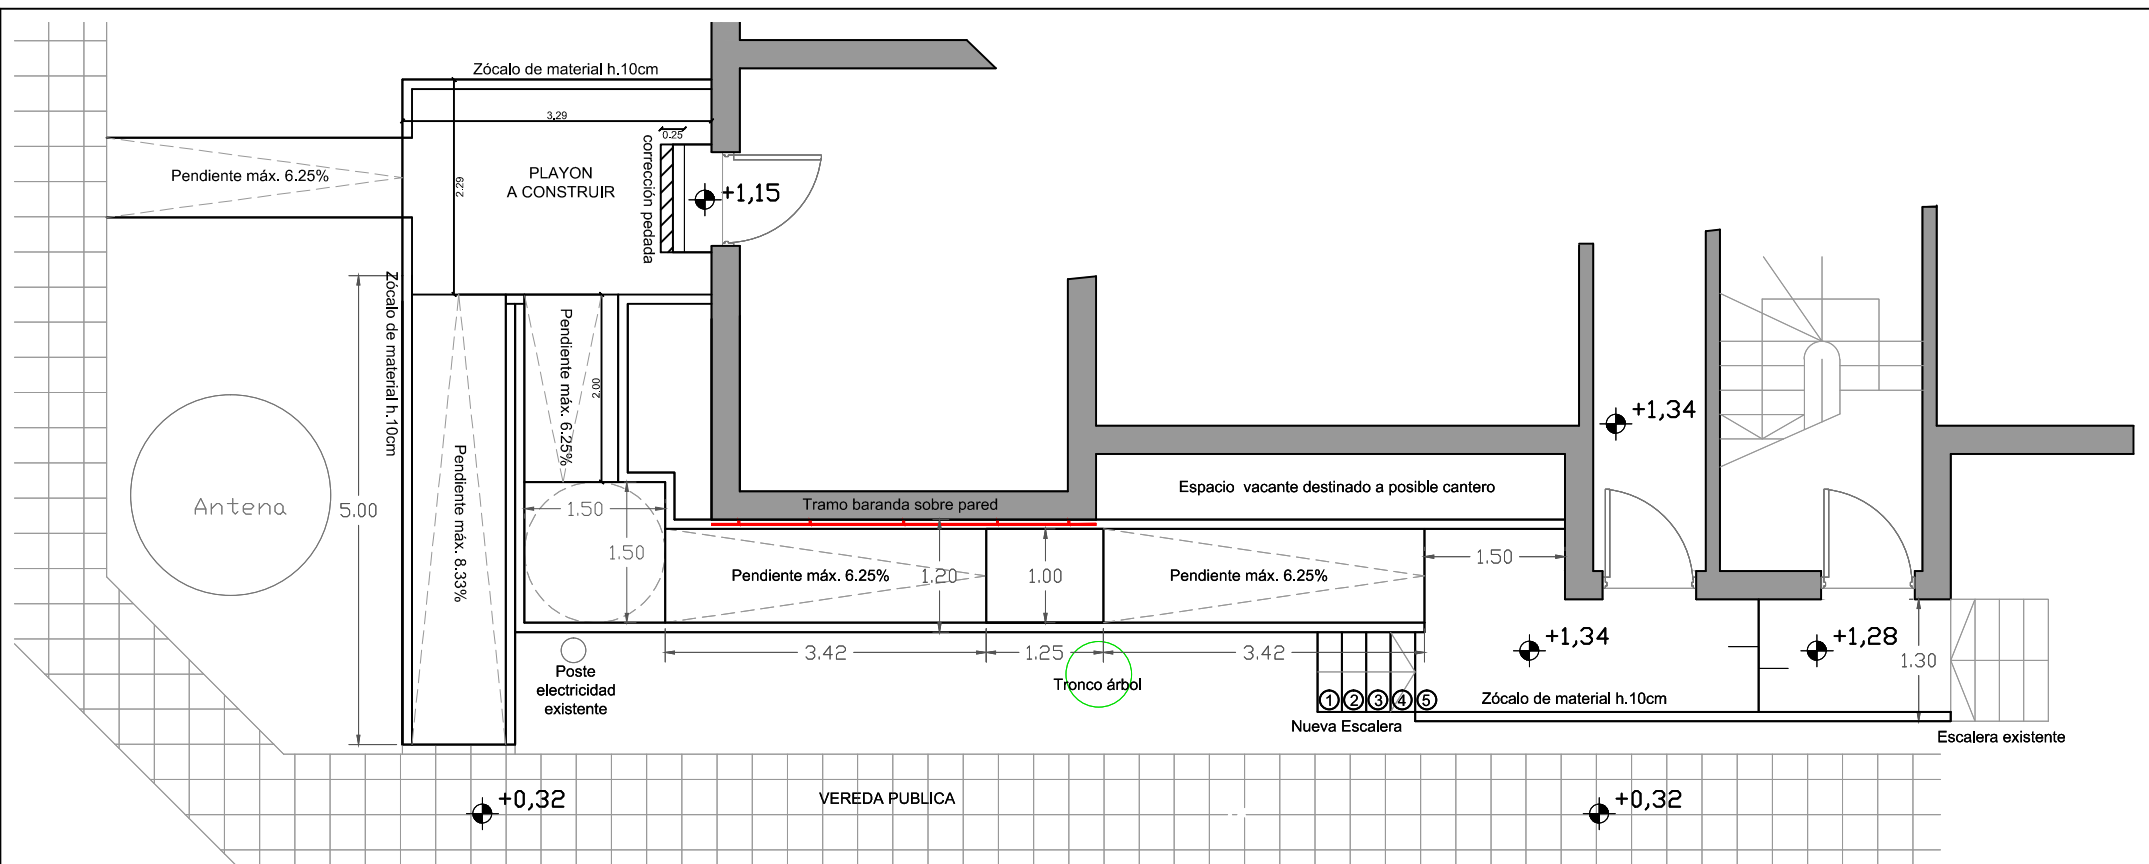 Zócalo de material h.10cm
3,29
0.25
Pendiente máx. 6.25%
PLAYON
A CONSTRUIR
2.29
corrección pedada
+1,15
Zócalo de material h.10cm
Pendiente máx. 6.25%
2.00
+1,34
Antena
5.00
Pendiente máx. 8.33%
1.50
1.50
Tramo baranda sobre pared
Espacio vacante destinado a posible cantero
Pendiente máx. 6.25%
1.20
1.00
Pendiente máx. 6.25%
1.50
+1,34
+1,28
1.30
3.42
1.25
3.42
Poste
electricidad
existente
Tronco árbol
1 2 3 4 5
Nueva Escalera
Zócalo de material h.10cm
Escalera existente
+0,32
VEREDA PUBLICA
+0,32